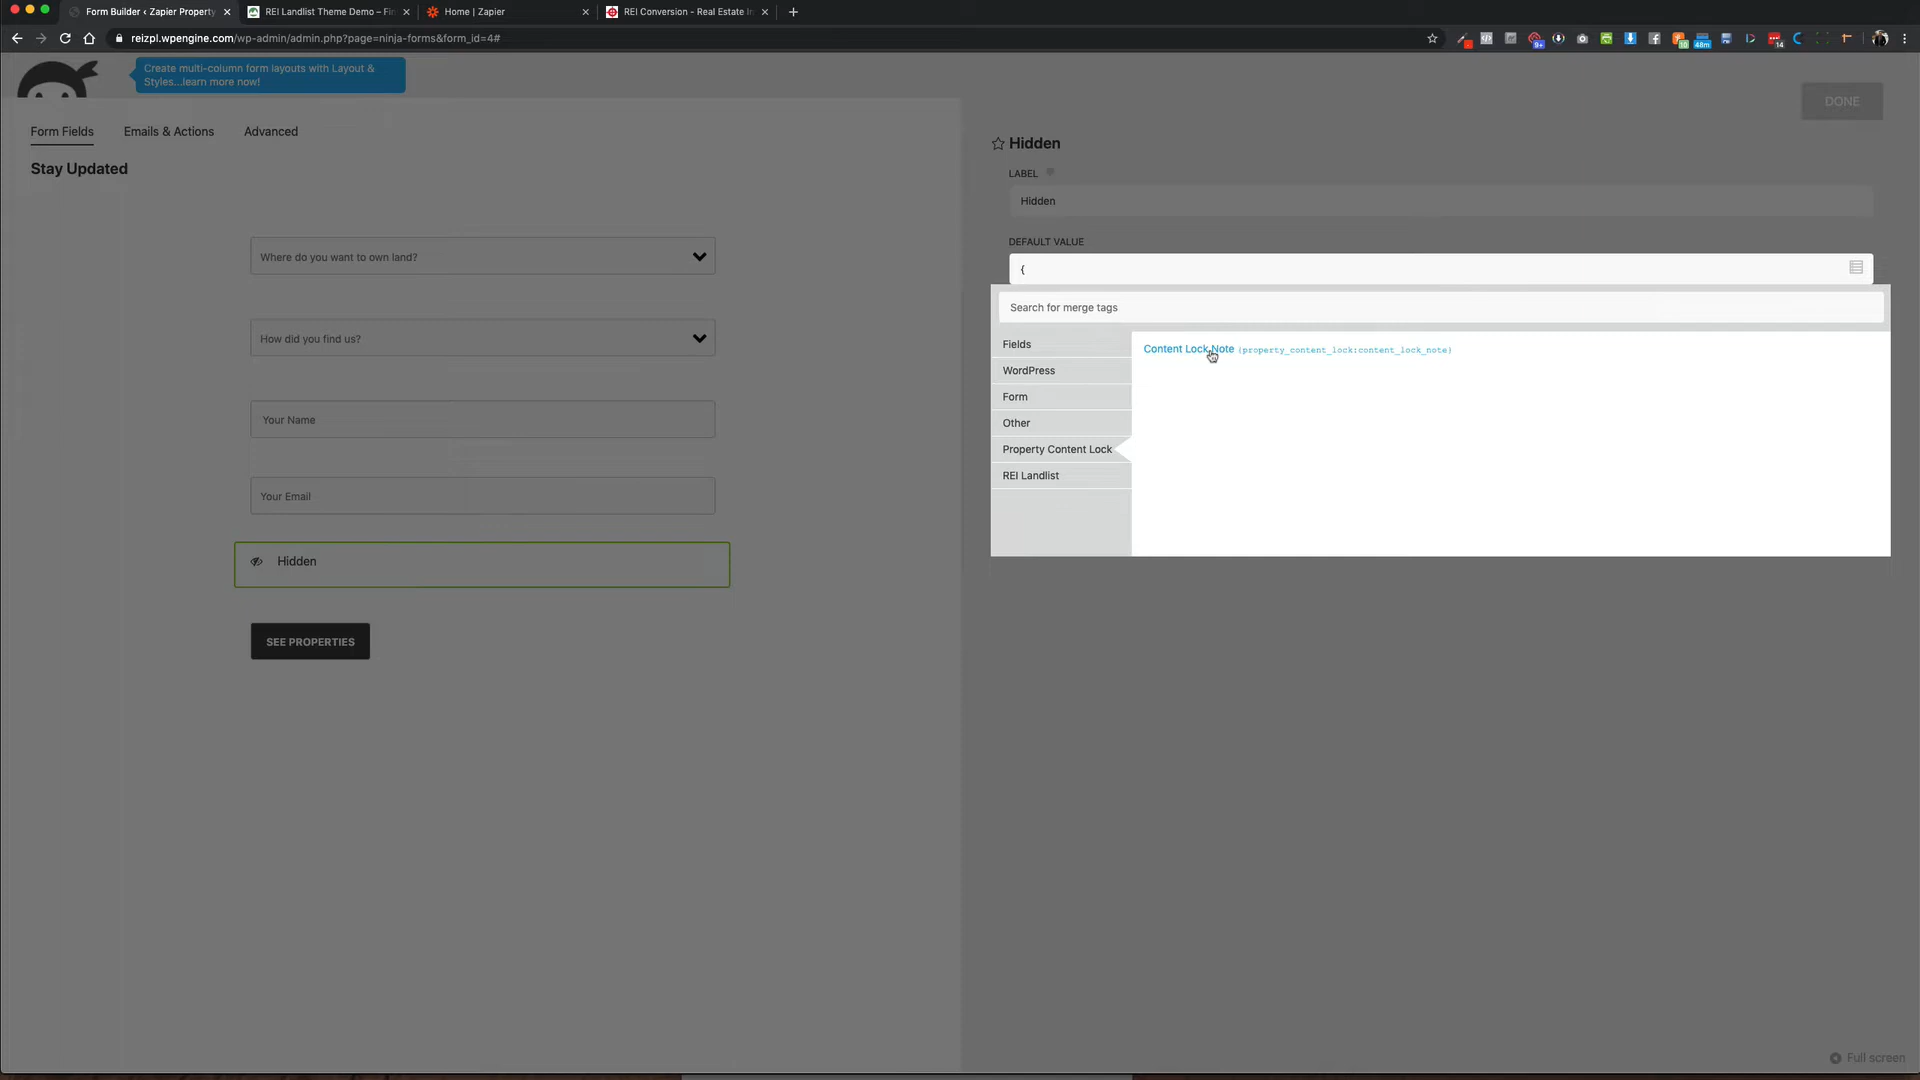 Form Builder ‹ Zapier Property
REI Landlist Theme Demo – Fi
Home | Zapier
REI Conversion - Real Estate In
reizpl.wpengine.com/wp-admin/admin.php?page=ninja-forms&form_id=4#
9+
10
48m
14
Create multi-column form layouts with Layout &
Styles...learn more now!
DONE
Form Fields
Emails & Actions
Advanced
Stay Updated
Where do you want to own land?
How did you find us?
Your Name
Your Email
Hidden
SEE PROPERTIES
Hidden
LABEL
Hidden
DEFAULT VALUE
{
Search for merge tags
Fields
WordPress
Form
Other
Property Content Lock
REI Landlist
Content Lock Note {property_content_lock:content_lock_note}
Full screen